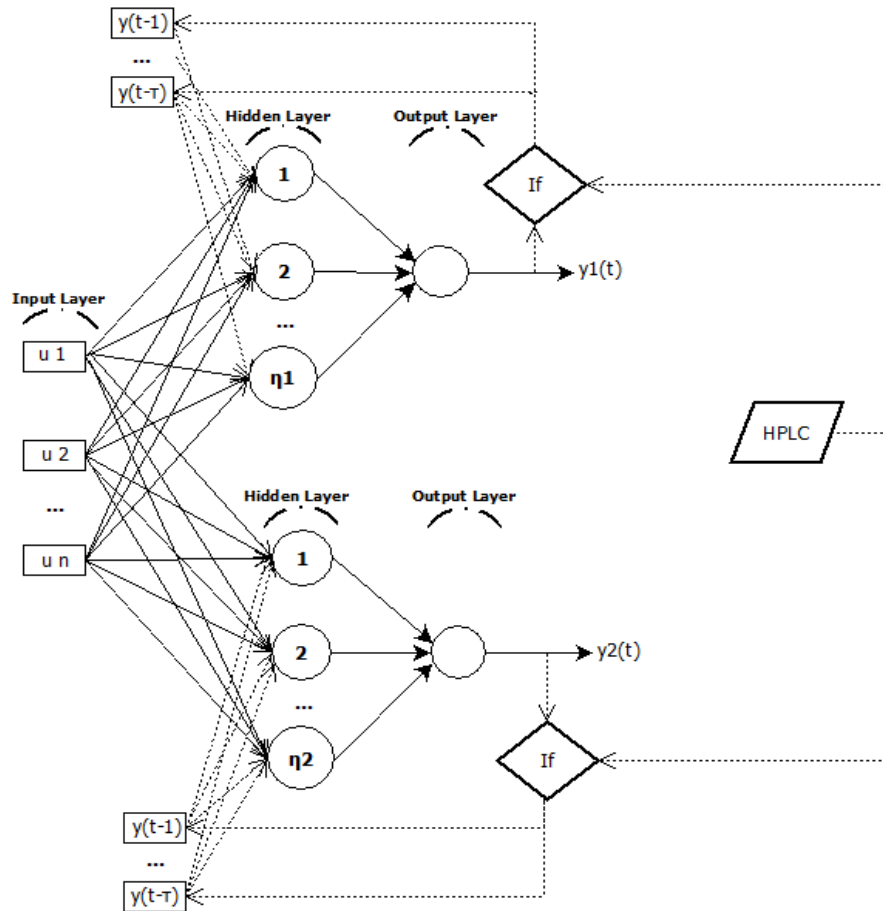 y(t-1)
...
y(t-τ)
Hidden Layer
Output Layer
1
If
2
y1(t)
Input Layer
...
u 1
η1
HPLC
u 2
Hidden Layer
Output Layer
...
u n
1
2
y2(t)
...
η2
If
y(t-1)
...
y(t-τ)